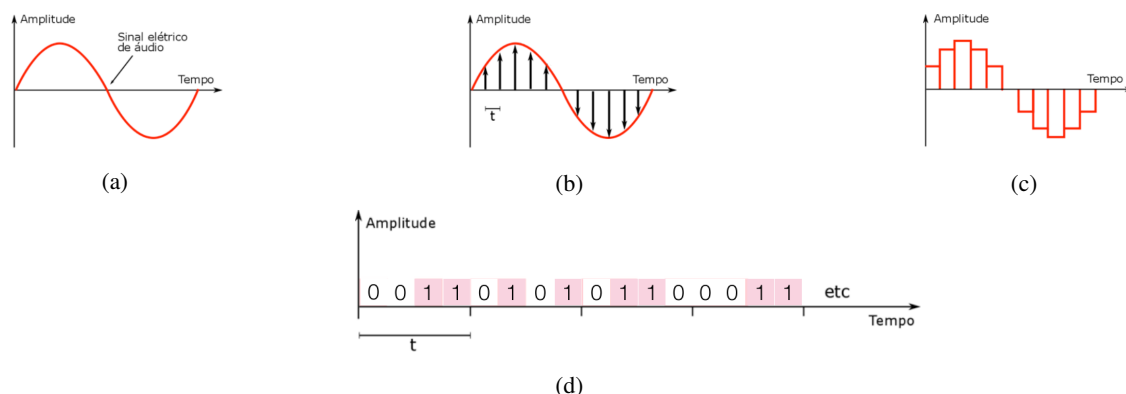 Amplitude
Sinal elétrico
de áudio
Tempo
(a)
Amplitude
Tempo
t
(b)
Amplitude
Tempo
(c)
Amplitude
0 0 1 1 0 1 0 1 0 1 1 0 0 0 1 1 etc
Tempo
t
(d)